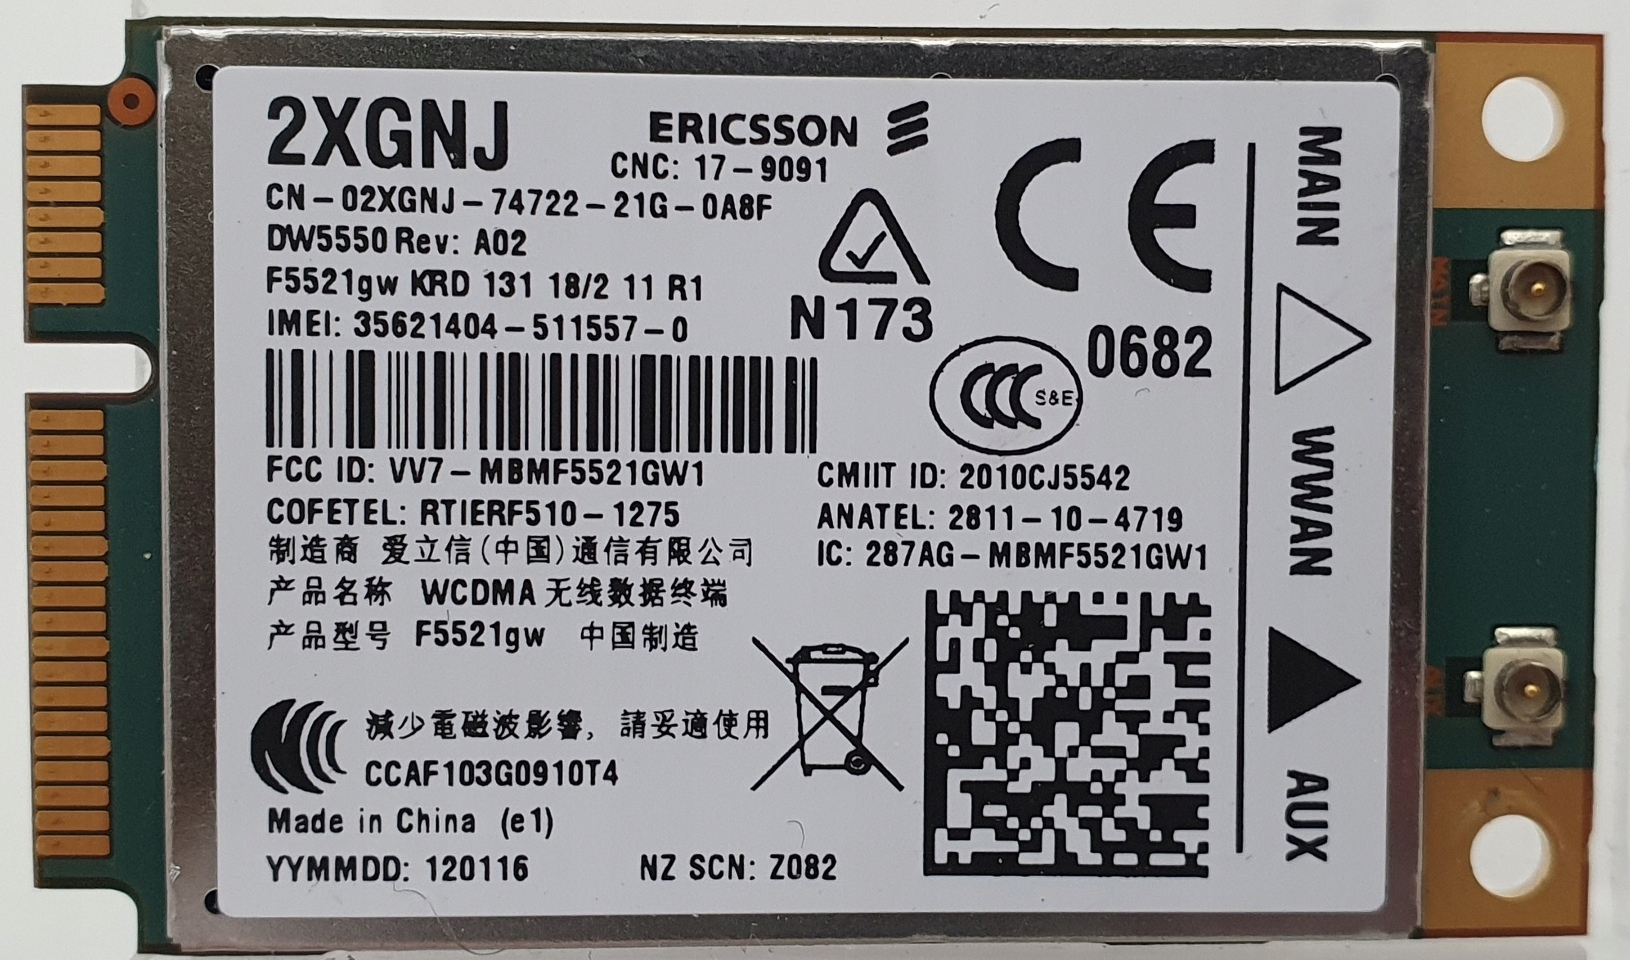 2XGNJ
ERICSSON
CNC: 17-9091
CN-02XGNJ-74722-21G-0A8F
DW5550 Rev: A02
F5521gw KRD 131 18/2 11 R1
IMEI: 35621404-511557-0
N173
CE
0682
CCC S&E
FCC ID: VV7-MBMF5521GW1
CMIIT ID: 2010CJ5542
COFETEL: RTIERF510-1275
ANATEL: 2811-10-4719
制造商 爱立信(中国)通信有限公司
IC: 287AG-MBMF5521GW1
产品名称 WCDMA 无线数据终端
产品型号 F5521gw 中国制造
減少電磁波影響，請妥適使用
CCAF103G0910T4
Made in China (e1)
YYMMDD: 120116
NZ SCN: Z082
MAIN
WWAN
AUX
MAIN